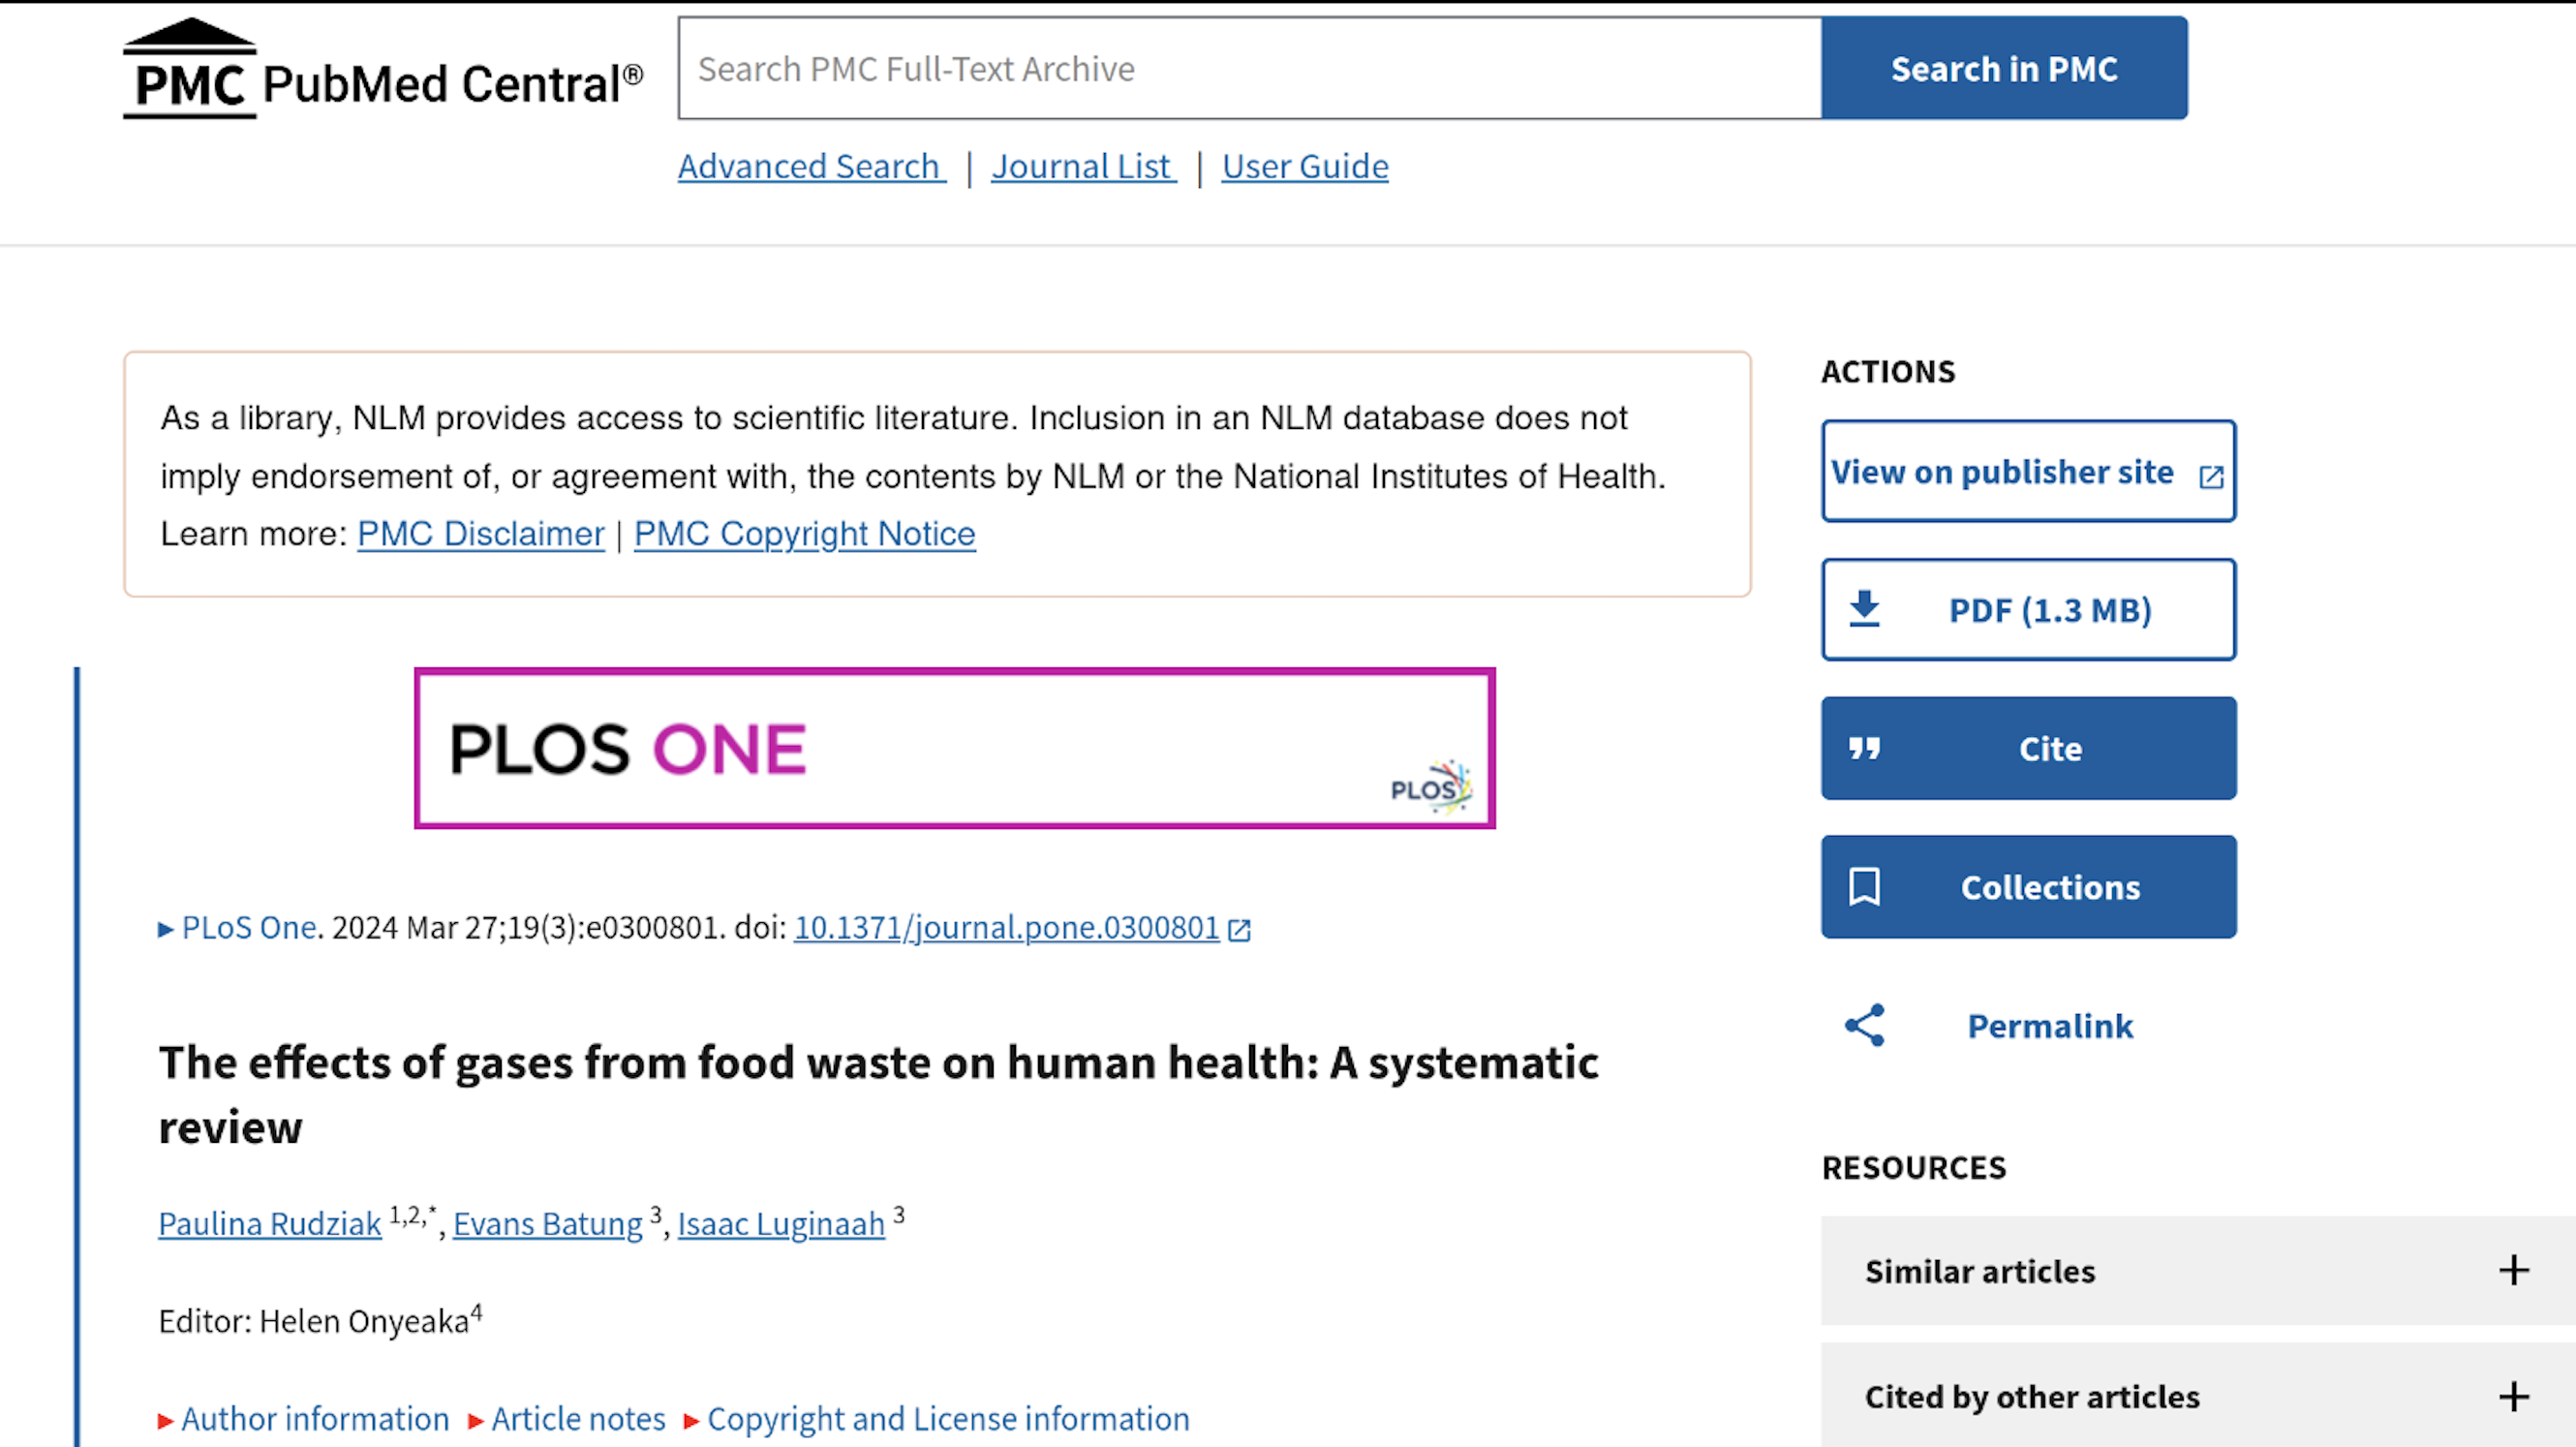 PMC PubMed Central®
Search PMC Full-Text Archive
Search in PMC
Advanced Search | Journal List | User Guide
As a library, NLM provides access to scientific literature. Inclusion in an NLM database does not
imply endorsement of, or agreement with, the contents by NLM or the National Institutes of Health.
Learn more: PMC Disclaimer | PMC Copyright Notice
PLOS ONE
PLOS
PLoS One. 2024 Mar 27;19(3):e0300801. doi: 10.1371/journal.pone.0300801
The effects of gases from food waste on human health: A systematic
review
Paulina Rudziak 1,2,*, Evans Batung 3, Isaac Luginaah 3
Editor: Helen Onyeaka4
Author information Article notes Copyright and License information
ACTIONS
View on publisher site
PDF (1.3 MB)
Cite
Collections
Permalink
RESOURCES
Similar articles
Cited by other articles